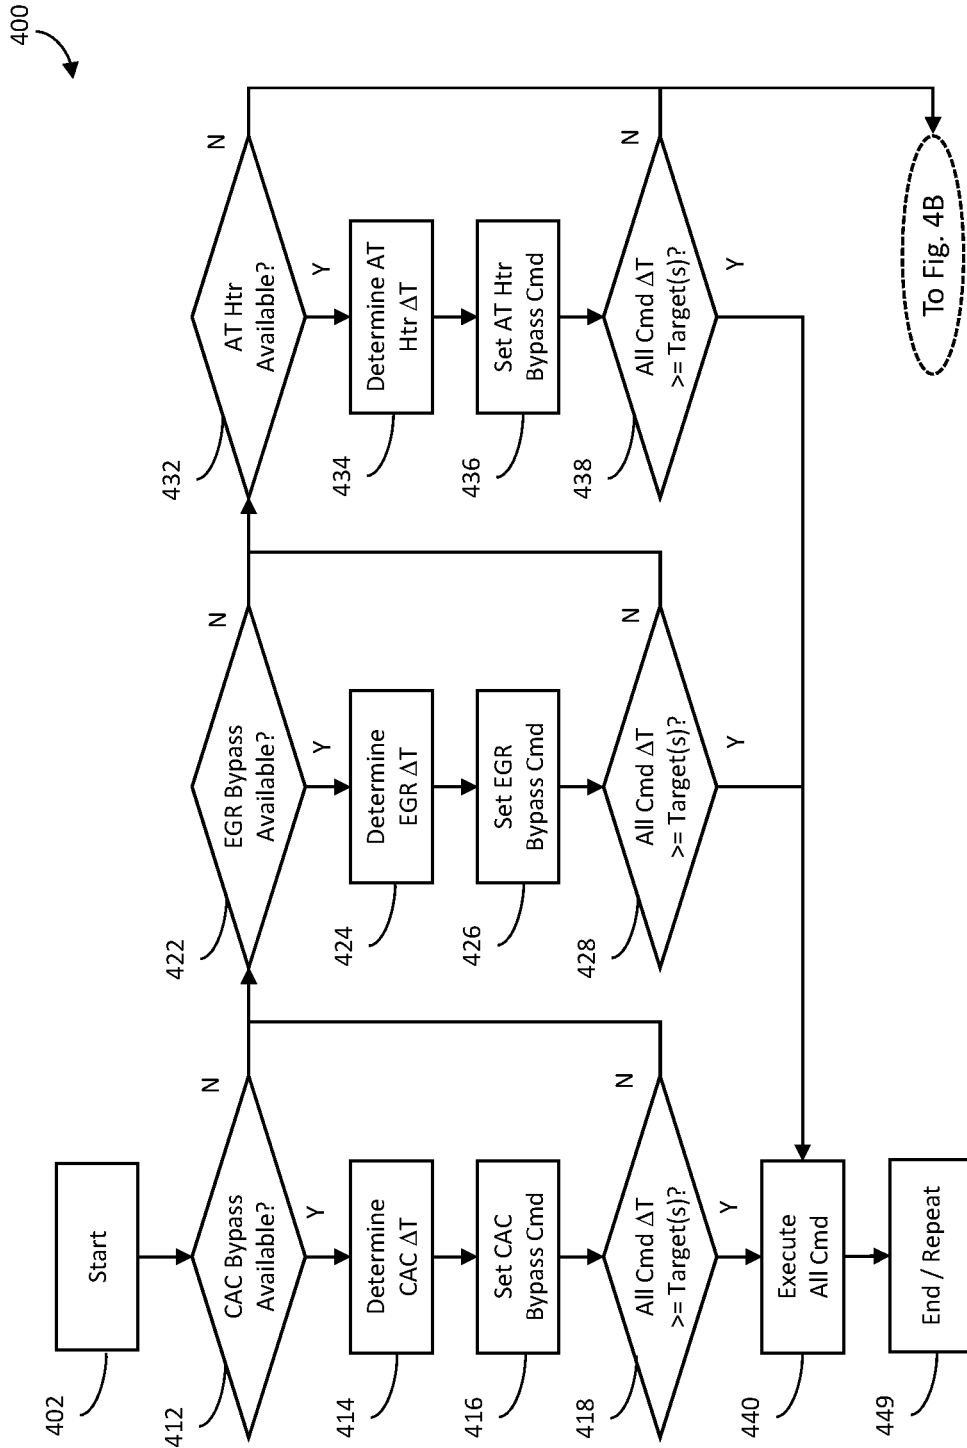 400
Start
402
CAC Bypass
Available?
412
N
Y
Determine
CAC ΔT
414
Set CAC
Bypass Cmd
416
All Cmd ΔT
>= Target(s)?
418
N
Y
Execute
All Cmd
440
End / Repeat
449
EGR Bypass
Available?
422
N
Y
Determine
EGR ΔT
424
Set EGR
Bypass Cmd
426
All Cmd ΔT
>= Target(s)?
428
N
Y
AT Htr
Available?
432
N
Y
Determine AT
Htr ΔT
434
Set AT Htr
Bypass Cmd
436
All Cmd ΔT
>= Target(s)?
438
N
Y
To Fig. 4B